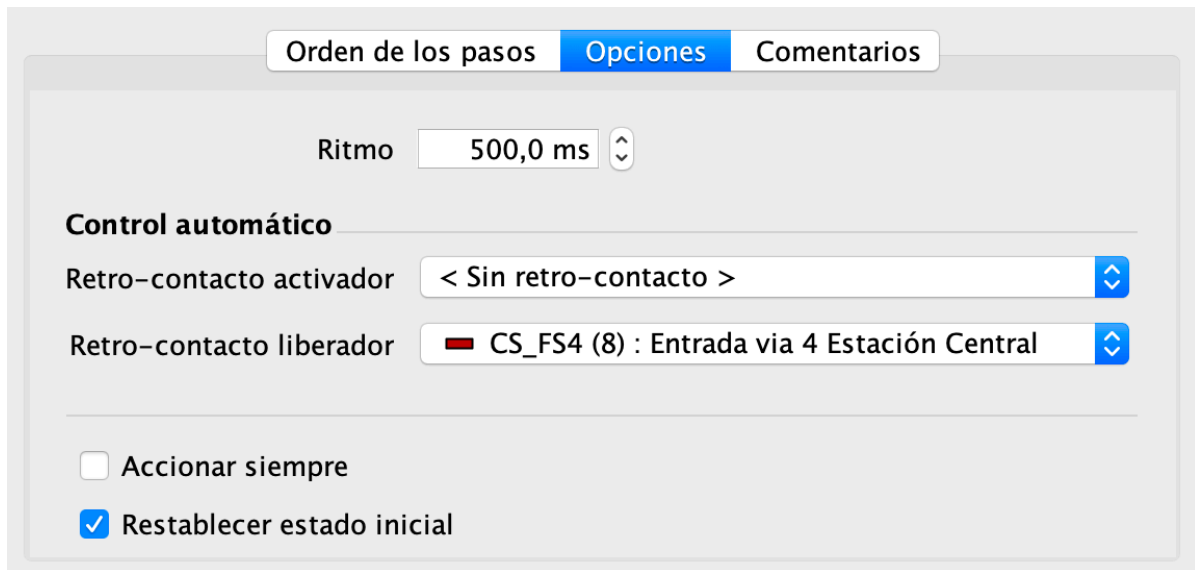 Orden de los pasos Opciones Comentarios
Ritmo 500,0 ms
Control automático
Retro-contacto activador < Sin retro-contacto >
Retro-contacto liberador CS_FS4 (8) : Entrada via 4 Estación Central
Accionar siempre
Restablecer estado inicial